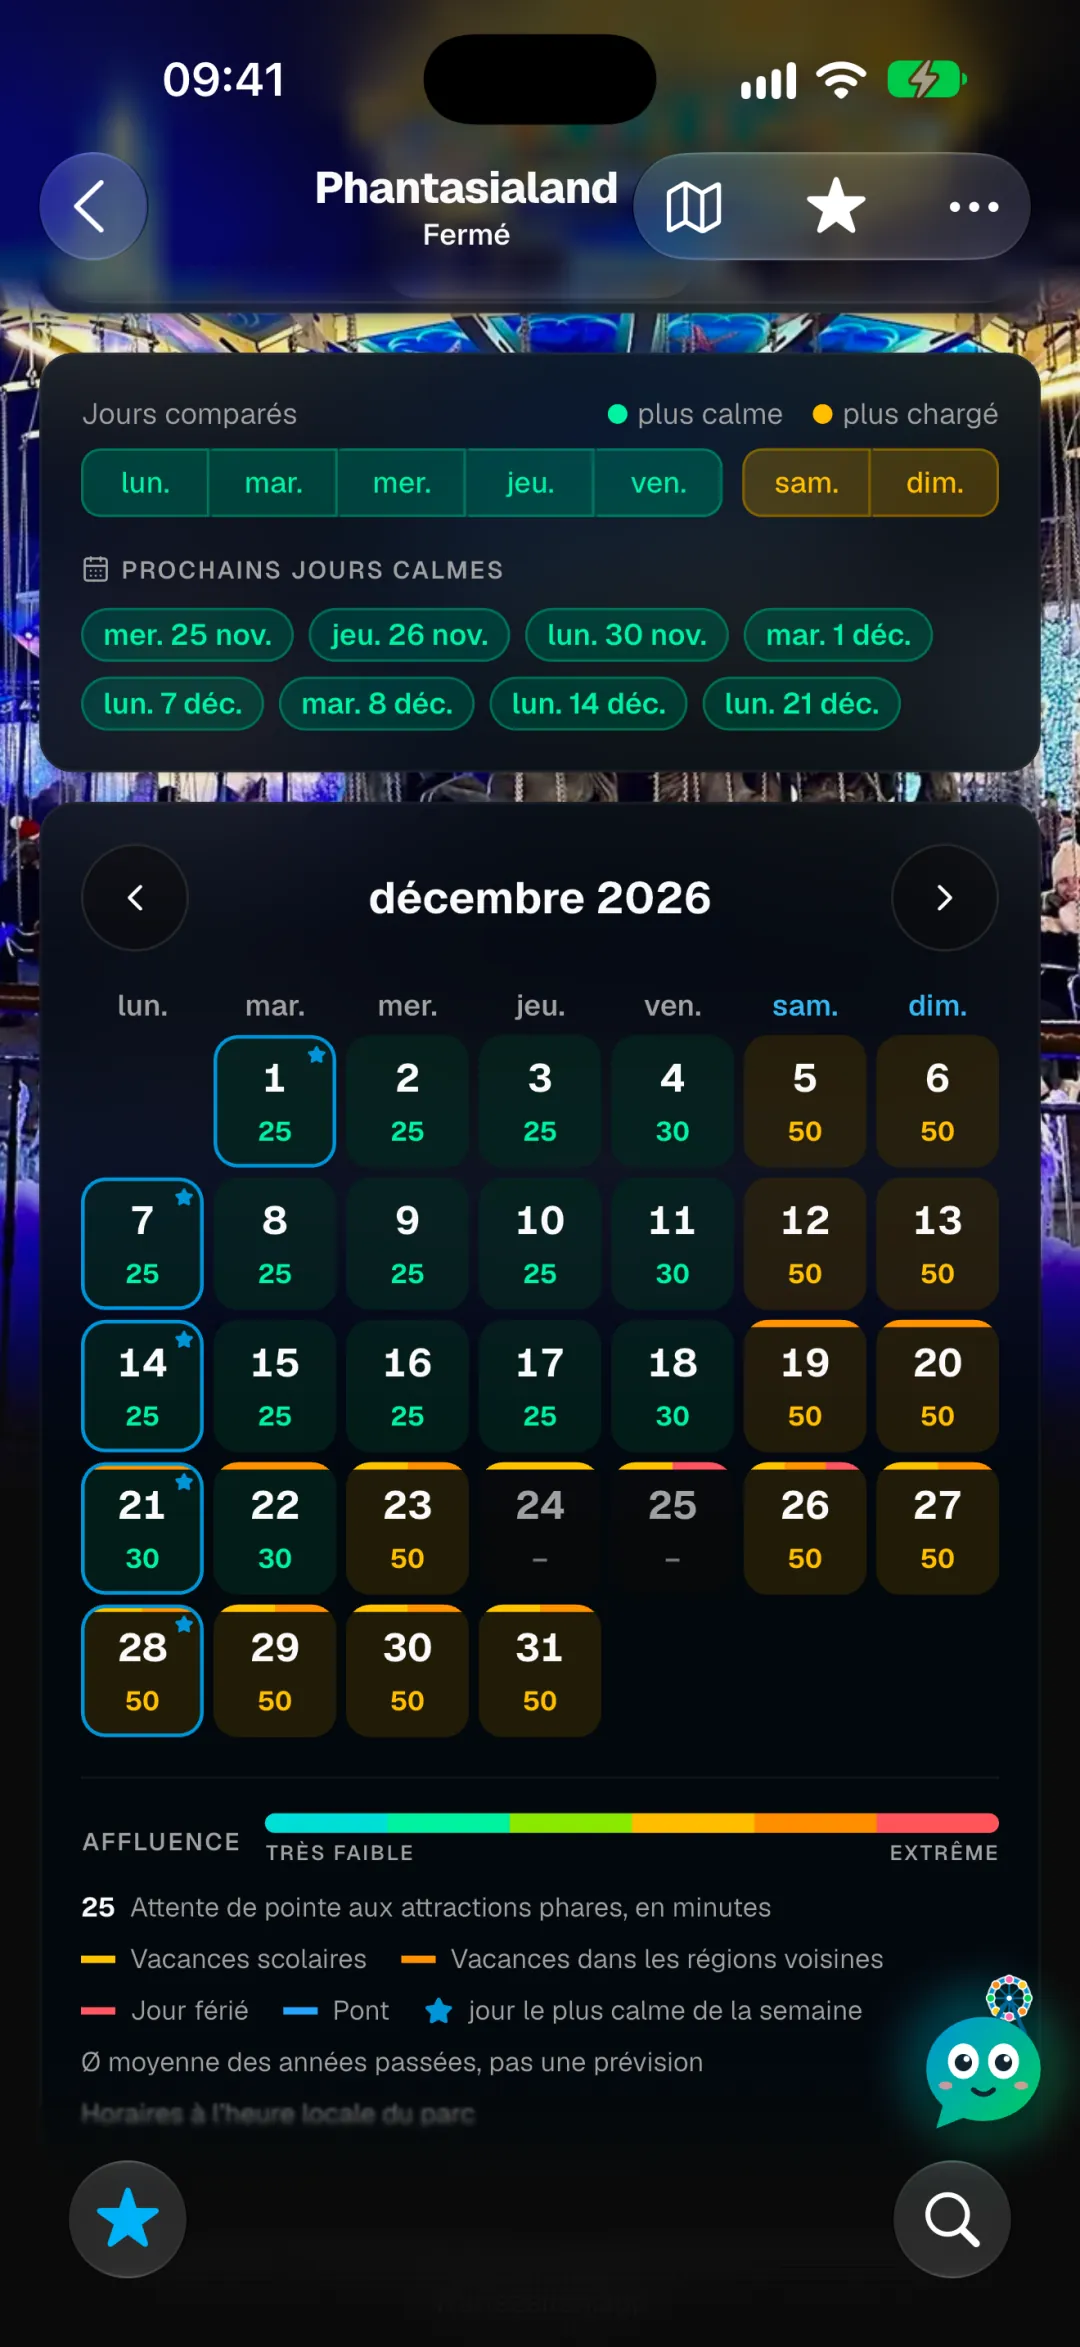 09:41
Phantasialand
Fermé
Jours comparés plus calme plus chargé
lun. mar. mer. jeu. ven. sam. dim.
PROCHAINS JOURS CALMES
mer. 25 nov. jeu. 26 nov. lun. 30 nov. mar. 1 déc.
lun. 7 déc. mar. 8 déc. lun. 14 déc. lun. 21 déc.
décembre 2026
lun. mar. mer. jeu. ven. sam. dim.
1 2 3 4 5 6
25 25 25 30 50 50
7 8 9 10 11 12 13
25 25 25 25 30 50 50
14 15 16 17 18 19 20
25 25 25 25 30 50 50
21 22 23 24 25 26 27
30 30 50 – – 50 50
28 29 30 31
50 50 50 50
AFFLUENCE
TRÈS FAIBLE EXTRÊME
25 Attente de pointe aux attractions phares, en minutes
Vacances scolaires Vacances dans les régions voisines
Jour férié Pont jour le plus calme de la semaine
Ø moyenne des années passées, pas une prévision
Horaires à l'heure locale du parc